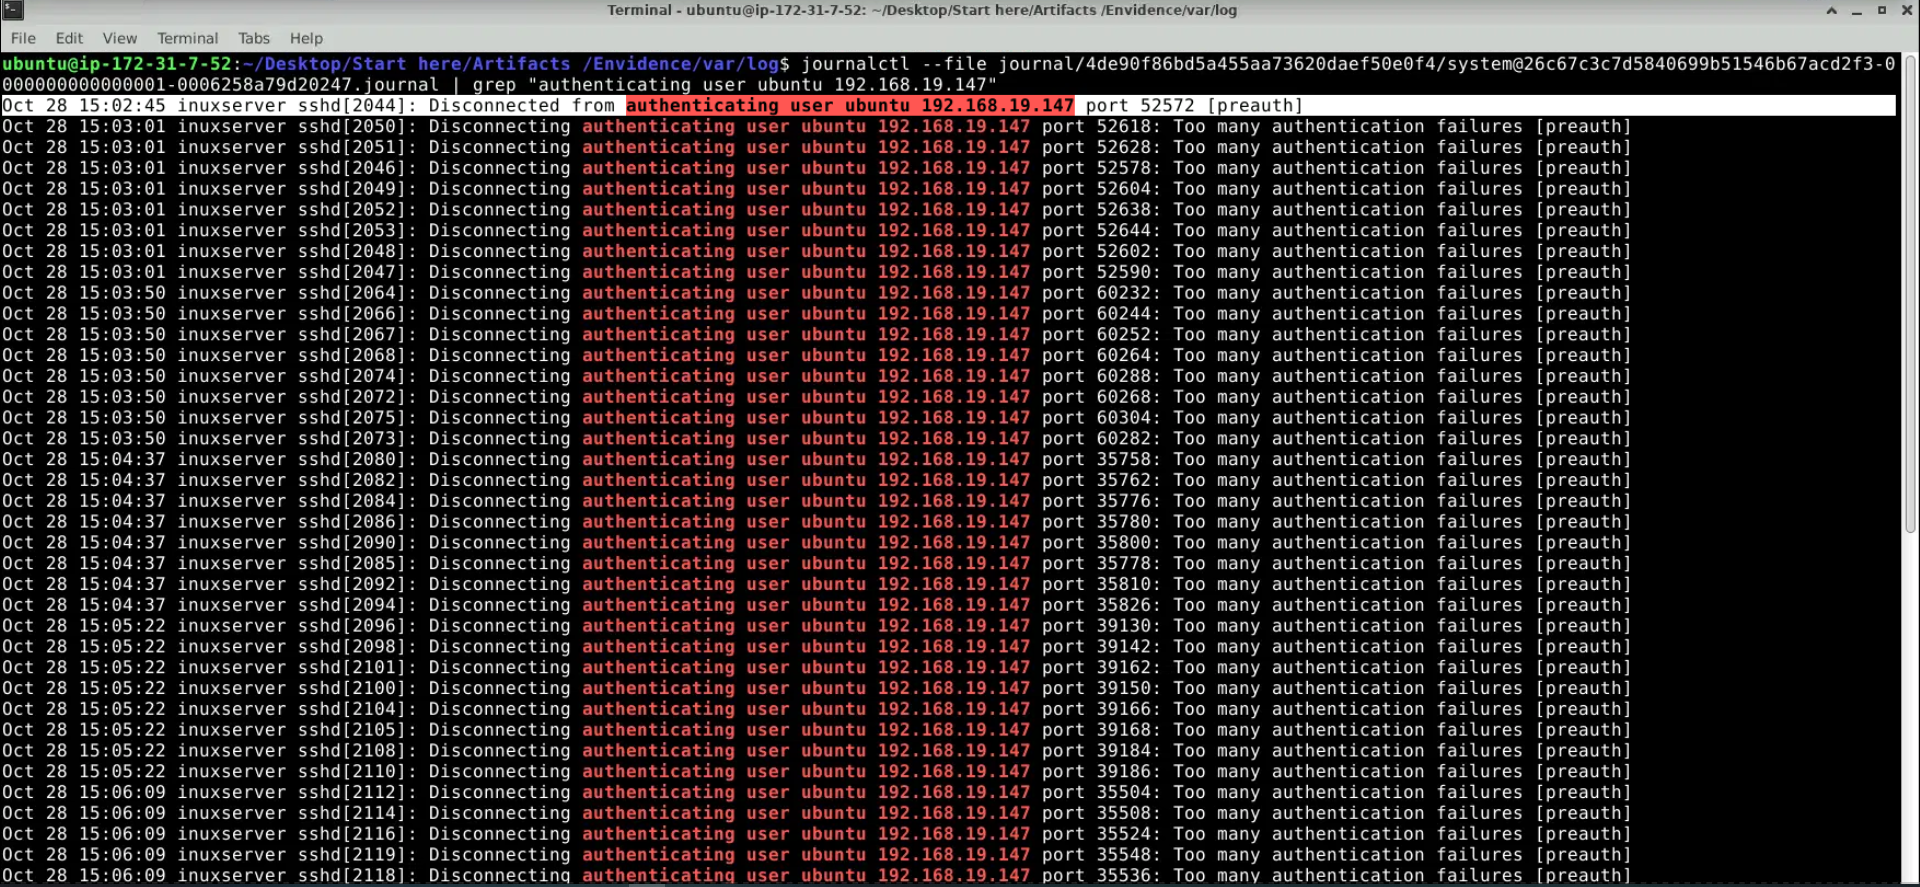 Terminal - ubuntu@ip-172-31-7-52: ~/Desktop/Start here/Artifacts /Envidence/var/log
File Edit View Terminal Tabs Help
ubuntu@ip-172-31-7-52:~/Desktop/Start here/Artifacts /Envidence/var/log$ journalctl --file journal/4de90f86bd5a455aa73620daef50e0f4/system@26c67c3c7d5840699b51546b67acd2f3-0
000000000000001-0006258a79d20247.journal | grep "authenticating user ubuntu 192.168.19.147"
Oct 28 15:02:45 inuxserver sshd[2044]: Disconnected from authenticating user ubuntu 192.168.19.147 port 52572 [preauth]
Oct 28 15:03:01 inuxserver sshd[2050]: Disconnecting authenticating user ubuntu 192.168.19.147 port 52618: Too many authentication failures [preauth]
Oct 28 15:03:01 inuxserver sshd[2051]: Disconnecting authenticating user ubuntu 192.168.19.147 port 52628: Too many authentication failures [preauth]
Oct 28 15:03:01 inuxserver sshd[2046]: Disconnecting authenticating user ubuntu 192.168.19.147 port 52578: Too many authentication failures [preauth]
Oct 28 15:03:01 inuxserver sshd[2049]: Disconnecting authenticating user ubuntu 192.168.19.147 port 52604: Too many authentication failures [preauth]
Oct 28 15:03:01 inuxserver sshd[2052]: Disconnecting authenticating user ubuntu 192.168.19.147 port 52638: Too many authentication failures [preauth]
Oct 28 15:03:01 inuxserver sshd[2053]: Disconnecting authenticating user ubuntu 192.168.19.147 port 52644: Too many authentication failures [preauth]
Oct 28 15:03:01 inuxserver sshd[2048]: Disconnecting authenticating user ubuntu 192.168.19.147 port 52602: Too many authentication failures [preauth]
Oct 28 15:03:01 inuxserver sshd[2047]: Disconnecting authenticating user ubuntu 192.168.19.147 port 52590: Too many authentication failures [preauth]
Oct 28 15:03:50 inuxserver sshd[2064]: Disconnecting authenticating user ubuntu 192.168.19.147 port 60232: Too many authentication failures [preauth]
Oct 28 15:03:50 inuxserver sshd[2066]: Disconnecting authenticating user ubuntu 192.168.19.147 port 60244: Too many authentication failures [preauth]
Oct 28 15:03:50 inuxserver sshd[2067]: Disconnecting authenticating user ubuntu 192.168.19.147 port 60252: Too many authentication failures [preauth]
Oct 28 15:03:50 inuxserver sshd[2068]: Disconnecting authenticating user ubuntu 192.168.19.147 port 60264: Too many authentication failures [preauth]
Oct 28 15:03:50 inuxserver sshd[2074]: Disconnecting authenticating user ubuntu 192.168.19.147 port 60288: Too many authentication failures [preauth]
Oct 28 15:03:50 inuxserver sshd[2072]: Disconnecting authenticating user ubuntu 192.168.19.147 port 60268: Too many authentication failures [preauth]
Oct 28 15:03:50 inuxserver sshd[2075]: Disconnecting authenticating user ubuntu 192.168.19.147 port 60304: Too many authentication failures [preauth]
Oct 28 15:03:50 inuxserver sshd[2073]: Disconnecting authenticating user ubuntu 192.168.19.147 port 60282: Too many authentication failures [preauth]
Oct 28 15:04:37 inuxserver sshd[2080]: Disconnecting authenticating user ubuntu 192.168.19.147 port 35758: Too many authentication failures [preauth]
Oct 28 15:04:37 inuxserver sshd[2082]: Disconnecting authenticating user ubuntu 192.168.19.147 port 35762: Too many authentication failures [preauth]
Oct 28 15:04:37 inuxserver sshd[2084]: Disconnecting authenticating user ubuntu 192.168.19.147 port 35776: Too many authentication failures [preauth]
Oct 28 15:04:37 inuxserver sshd[2086]: Disconnecting authenticating user ubuntu 192.168.19.147 port 35780: Too many authentication failures [preauth]
Oct 28 15:04:37 inuxserver sshd[2090]: Disconnecting authenticating user ubuntu 192.168.19.147 port 35800: Too many authentication failures [preauth]
Oct 28 15:04:37 inuxserver sshd[2085]: Disconnecting authenticating user ubuntu 192.168.19.147 port 35778: Too many authentication failures [preauth]
Oct 28 15:04:37 inuxserver sshd[2092]: Disconnecting authenticating user ubuntu 192.168.19.147 port 35810: Too many authentication failures [preauth]
Oct 28 15:04:37 inuxserver sshd[2094]: Disconnecting authenticating user ubuntu 192.168.19.147 port 35826: Too many authentication failures [preauth]
Oct 28 15:05:22 inuxserver sshd[2096]: Disconnecting authenticating user ubuntu 192.168.19.147 port 39130: Too many authentication failures [preauth]
Oct 28 15:05:22 inuxserver sshd[2098]: Disconnecting authenticating user ubuntu 192.168.19.147 port 39142: Too many authentication failures [preauth]
Oct 28 15:05:22 inuxserver sshd[2101]: Disconnecting authenticating user ubuntu 192.168.19.147 port 39162: Too many authentication failures [preauth]
Oct 28 15:05:22 inuxserver sshd[2100]: Disconnecting authenticating user ubuntu 192.168.19.147 port 39150: Too many authentication failures [preauth]
Oct 28 15:05:22 inuxserver sshd[2104]: Disconnecting authenticating user ubuntu 192.168.19.147 port 39166: Too many authentication failures [preauth]
Oct 28 15:05:22 inuxserver sshd[2105]: Disconnecting authenticating user ubuntu 192.168.19.147 port 39168: Too many authentication failures [preauth]
Oct 28 15:05:22 inuxserver sshd[2108]: Disconnecting authenticating user ubuntu 192.168.19.147 port 39184: Too many authentication failures [preauth]
Oct 28 15:05:22 inuxserver sshd[2110]: Disconnecting authenticating user ubuntu 192.168.19.147 port 39186: Too many authentication failures [preauth]
Oct 28 15:06:09 inuxserver sshd[2112]: Disconnecting authenticating user ubuntu 192.168.19.147 port 35504: Too many authentication failures [preauth]
Oct 28 15:06:09 inuxserver sshd[2114]: Disconnecting authenticating user ubuntu 192.168.19.147 port 35508: Too many authentication failures [preauth]
Oct 28 15:06:09 inuxserver sshd[2116]: Disconnecting authenticating user ubuntu 192.168.19.147 port 35524: Too many authentication failures [preauth]
Oct 28 15:06:09 inuxserver sshd[2119]: Disconnecting authenticating user ubuntu 192.168.19.147 port 35548: Too many authentication failures [preauth]
Oct 28 15:06:09 inuxserver sshd[2118]: Disconnecting authenticating user ubuntu 192.168.19.147 port 35536: Too many authentication failures [preauth]